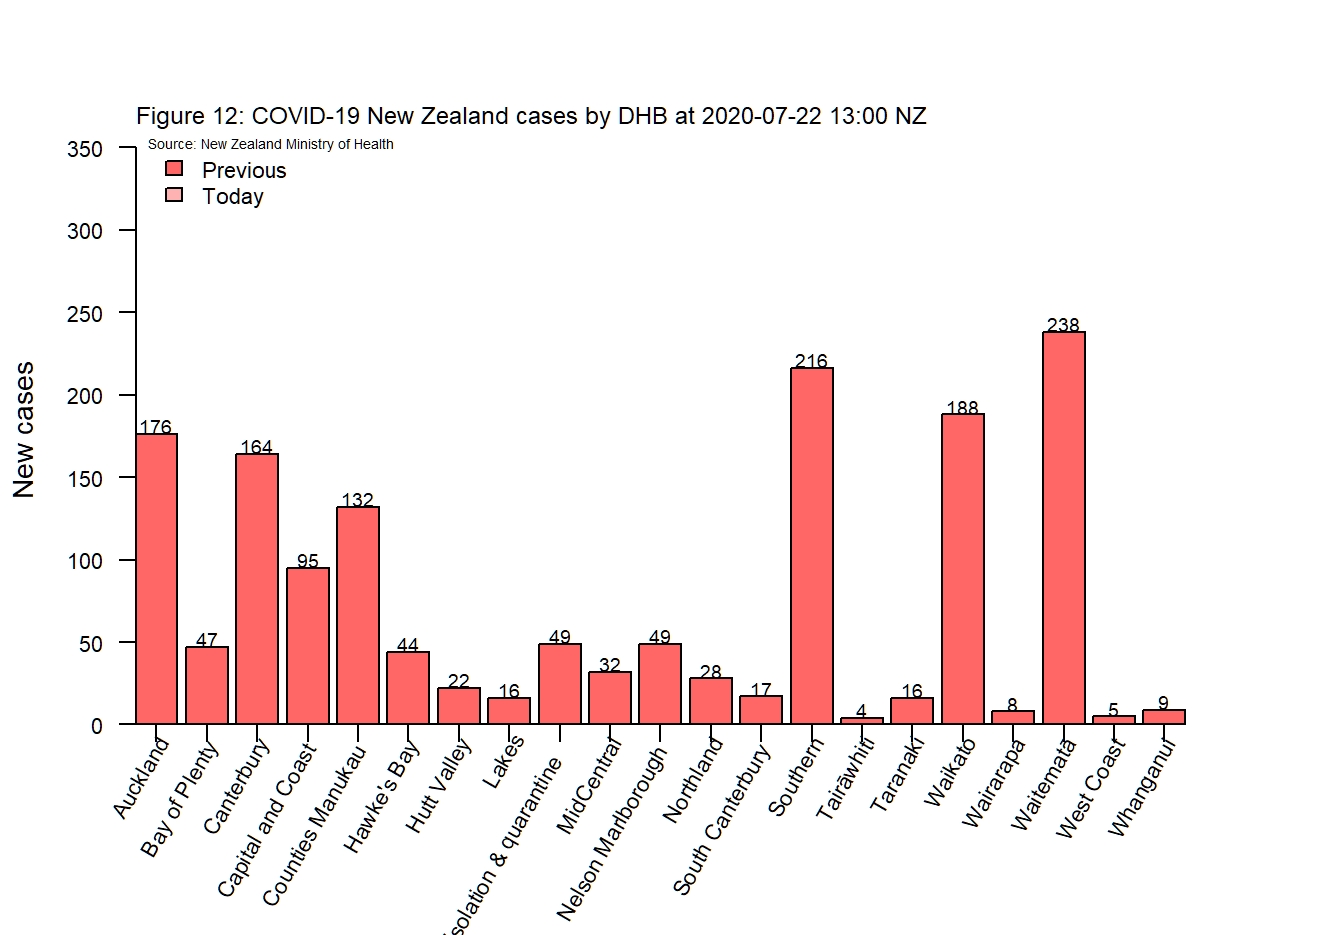 Figure 12: COVID-19 New Zealand cases by DHB at 2020-07-22 13:00 NZ
Source: New Zealand Ministry of Health
Previous
Today
New cases
350
300
250
200
150
100
50
0
176
47
164
95
132
44
22
16
49
32
49
28
17
216
4
16
188
8
238
5
9
Auckland
Bay of Plenty
Canterbury
Capital and Coast
Counties Manukau
Hawke's Bay
Hutt Valley
Lakes
isolation & quarantine
MidCentral
Nelson Marlborough
Northland
South Canterbury
Southern
Tairāwhiti
Taranaki
Waikato
Wairarapa
Waitematā
West Coast
Whanganui